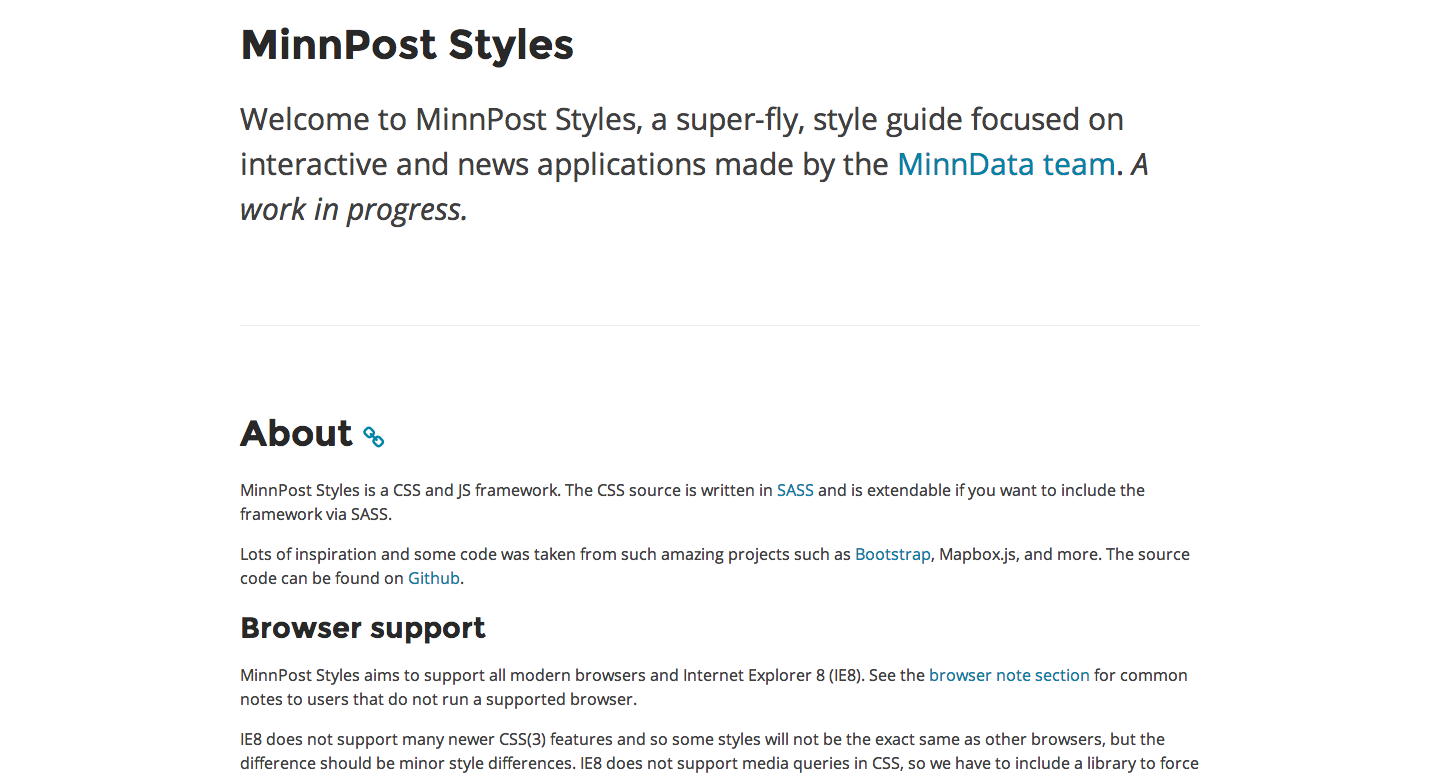 MinnPost Styles
Welcome to MinnPost Styles, a super-fly, style guide focused on
interactive and news applications made by the MinnData team. A
work in progress.
About
MinnPost Styles is a CSS and JS framework. The CSS source is written in SASS and is extendable if you want to include the
framework via SASS.
Lots of inspiration and some code was taken from such amazing projects such as Bootstrap, Mapbox.js, and more. The source
code can be found on Github.
Browser support
MinnPost Styles aims to support all modern browsers and Internet Explorer 8 (IE8). See the browser note section for common
notes to users that do not run a supported browser.
IE8 does not support many newer CSS(3) features and so some styles will not be the exact same as other browsers, but the
difference should be minor style differences. IE8 does not support media queries in CSS, so we have to include a library to force